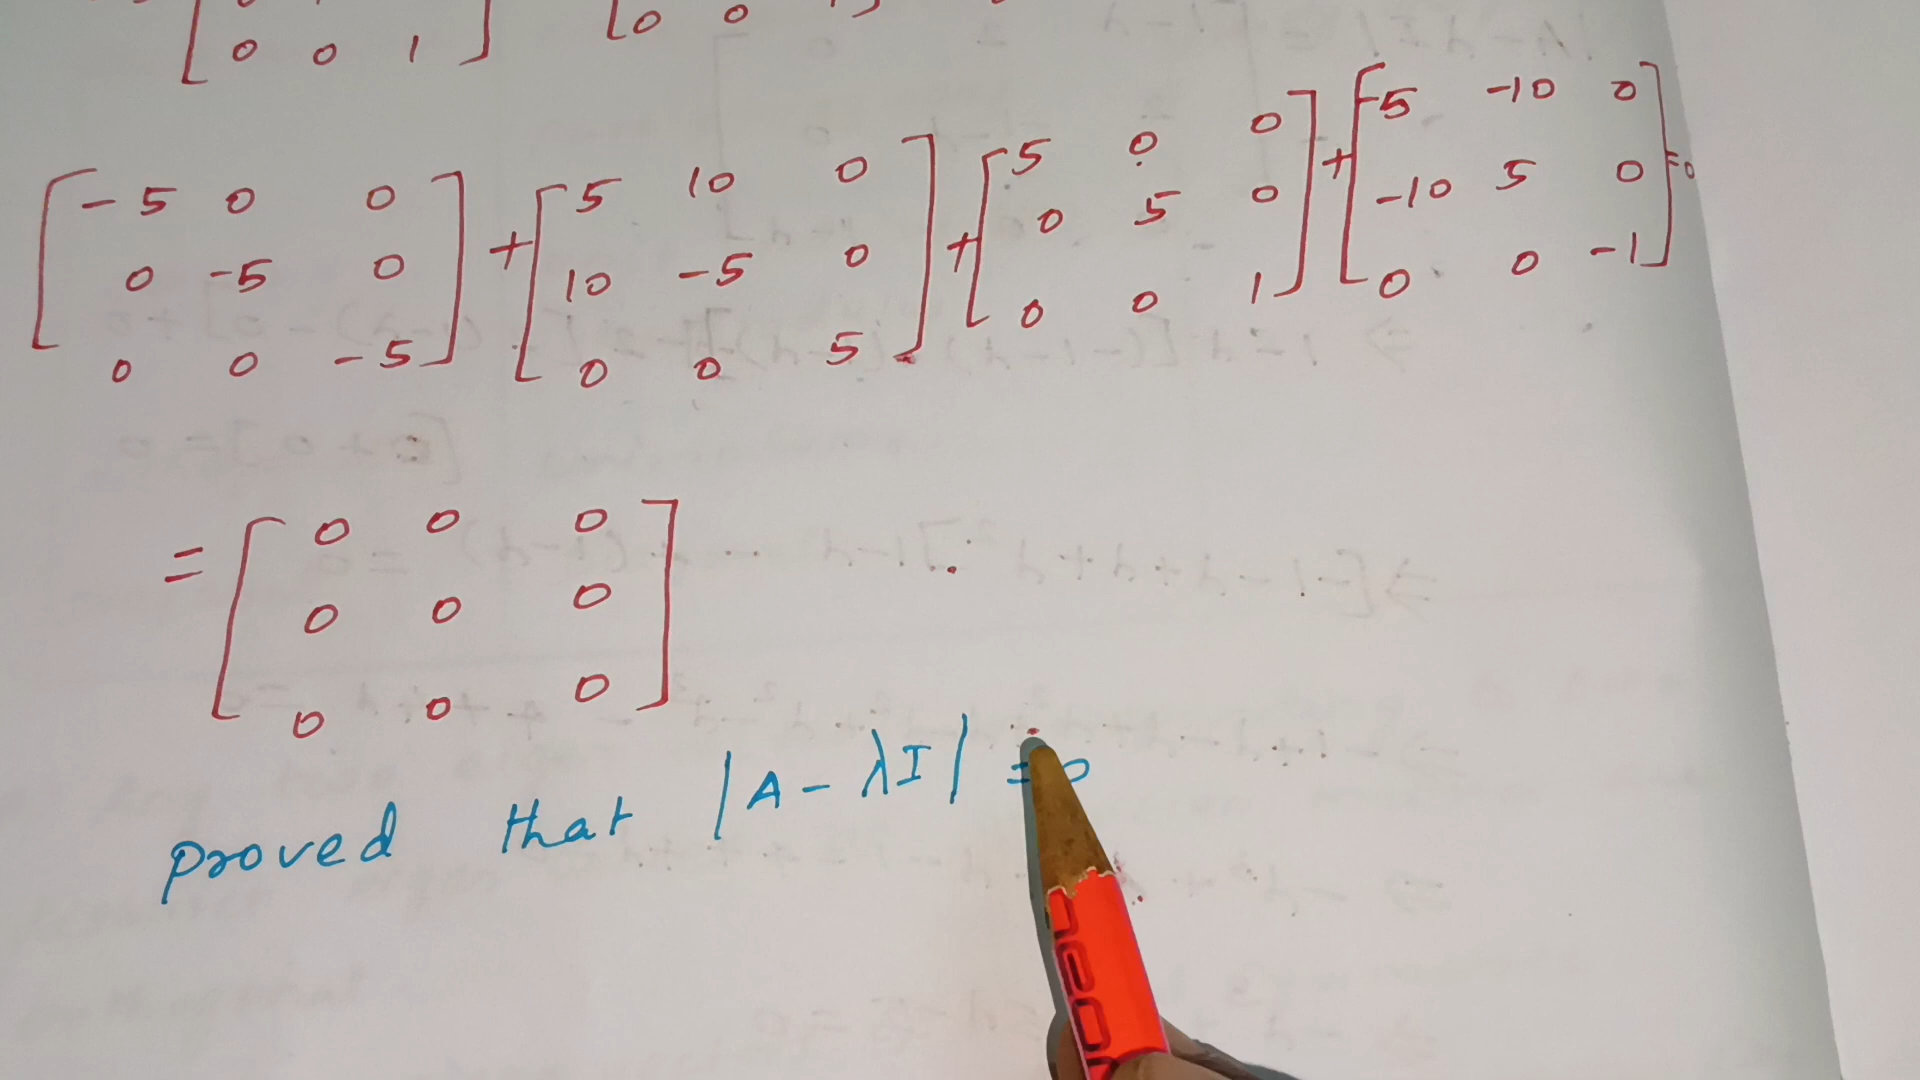 0 0 1 ] [ 0 0
[ -5 0 0 ] + [ 5 10 0 ] + [ 5 0 0 ] + [ -5 -10 0 ] = 0
[ 0 -5 0 ] [ 10 -5 0 ] [ 0 5 0 ] [ -10 5 0 ]
[ 0 0 -5 ] [ 0 0 5 ] [ 0 0 1 ] [ 0 0 -1 ]
= [ 0 0 0 ]
[ 0 0 0 ]
[ 0 0 0 ]
proved that |A - λI| = 0